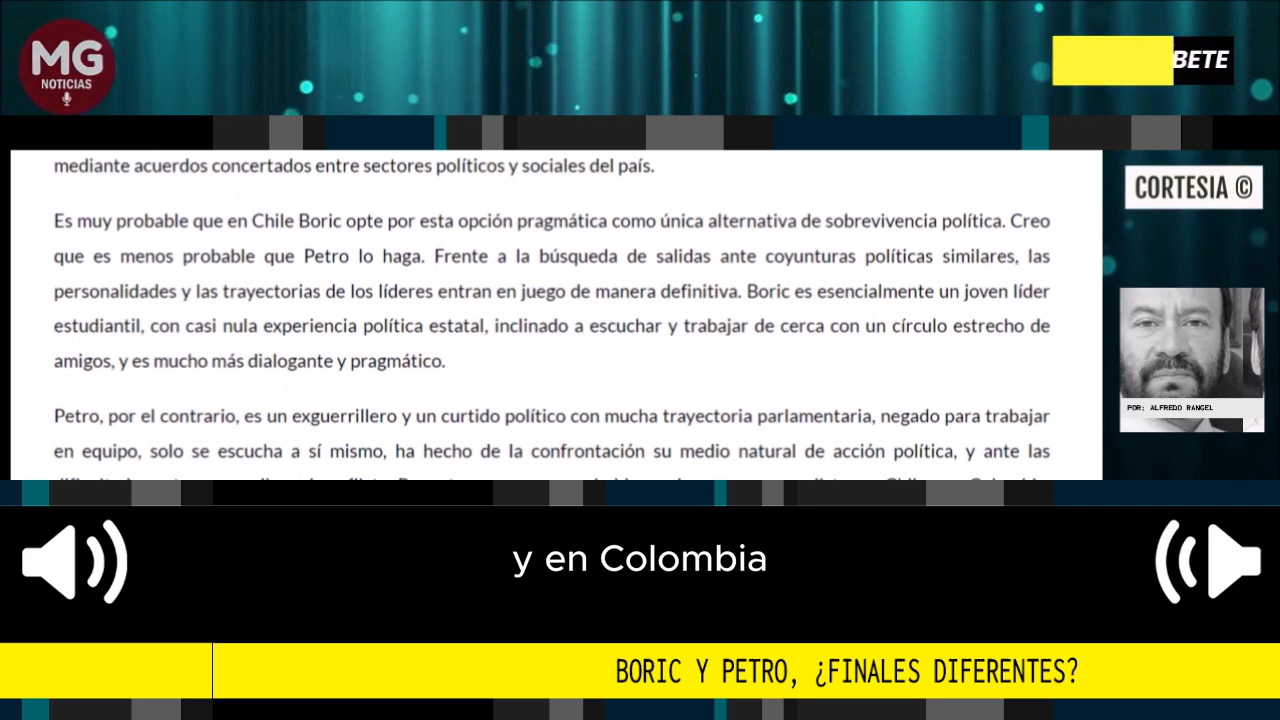 MG
NOTICIAS
BETE
mediante acuerdos concertados entre sectores políticos y sociales del país.
CORTESIA ©
Es muy probable que en Chile Boric opte por esta opción pragmática como única alternativa de sobrevivencia política. Creo
que es menos probable que Petro lo haga. Frente a la búsqueda de salidas ante coyunturas políticas similares, las
personalidades y las trayectorias de los líderes entran en juego de manera definitiva. Boric es esencialmente un joven líder
estudiantil, con casi nula experiencia política estatal, inclinado a escuchar y trabajar de cerca con un círculo estrecho de
amigos, y es mucho más dialogante y pragmático.
POR: ALFREDO RANGEL
Petro, por el contrario, es un exguerrillero y un curtido político con mucha trayectoria parlamentaria, negado para trabajar
en equipo, solo se escucha a sí mismo, ha hecho de la confrontación su medio natural de acción política, y ante las
y en Colombia
BORIC Y PETRO, ¿FINALES DIFERENTES?